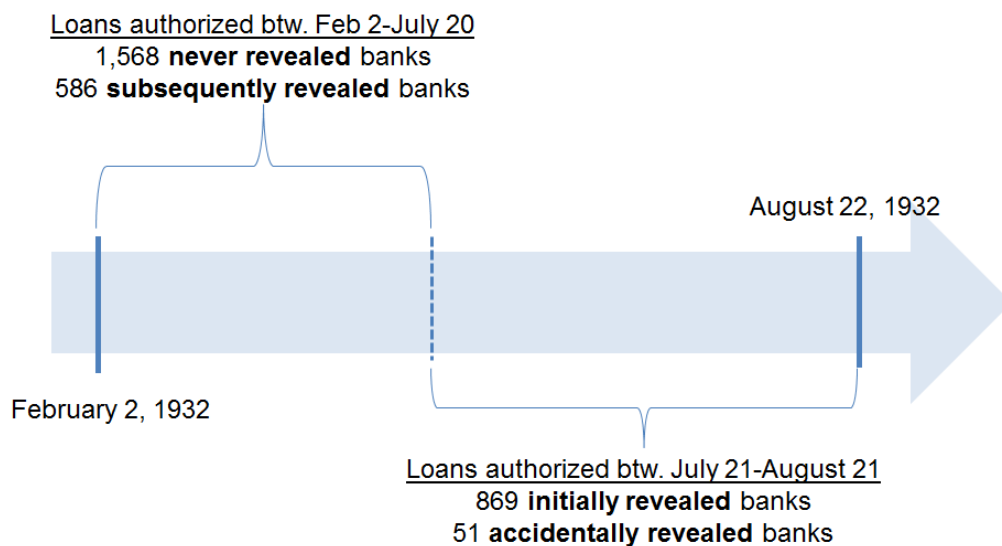 Loans authorized btw. Feb 2-July 20
1,568 never revealed banks
586 subsequently revealed banks
August 22, 1932
February 2, 1932
Loans authorized btw. July 21-August 21
869 initially revealed banks
51 accidentally revealed banks